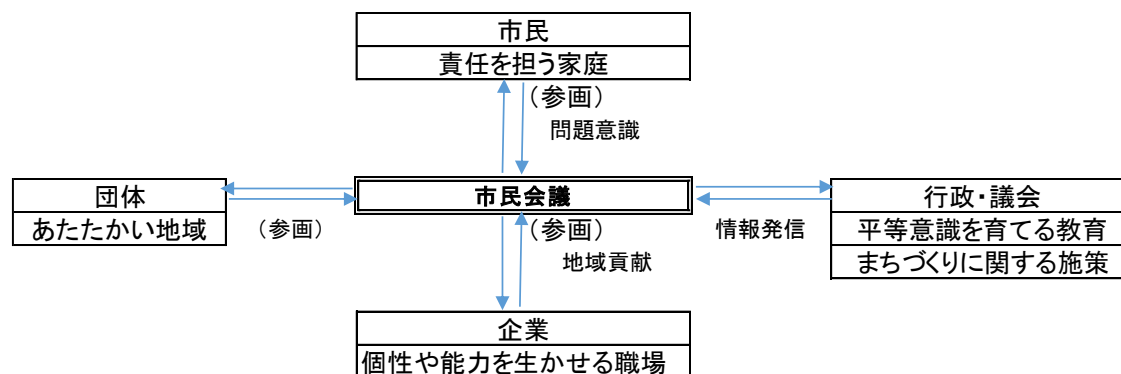 市民
責任を担う家庭
(参画)
問題意識
団体
あたたかい地域
(参画)
市民会議
(参画)
地域貢献
情報発信
行政・議会
平等意識を育てる教育
まちづくりに関する施策
企業
個性や能力を生かせる職場